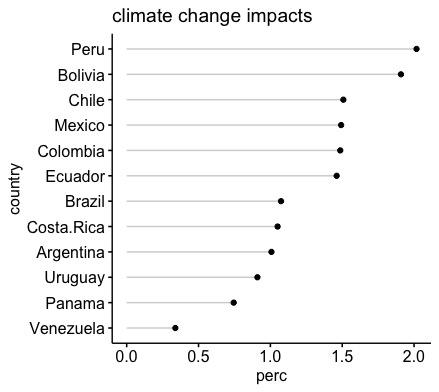 climate change impacts
country
Peru
Bolivia
Chile
Mexico
Colombia
Ecuador
Brazil
Costa.Rica
Argentina
Uruguay
Panama
Venezuela
0.0 0.5 1.0 1.5 2.0
perc